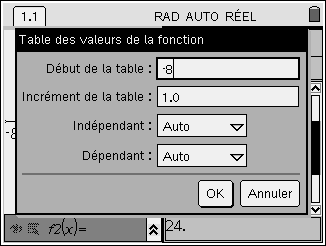 1.1 RAD AUTO RÉEL
Table des valeurs de la fonction
Début de la table : -8
Incrément de la table : 1.0
Indépendant : Auto
Dépendant : Auto
OK Annuler
f2(x)= 24.